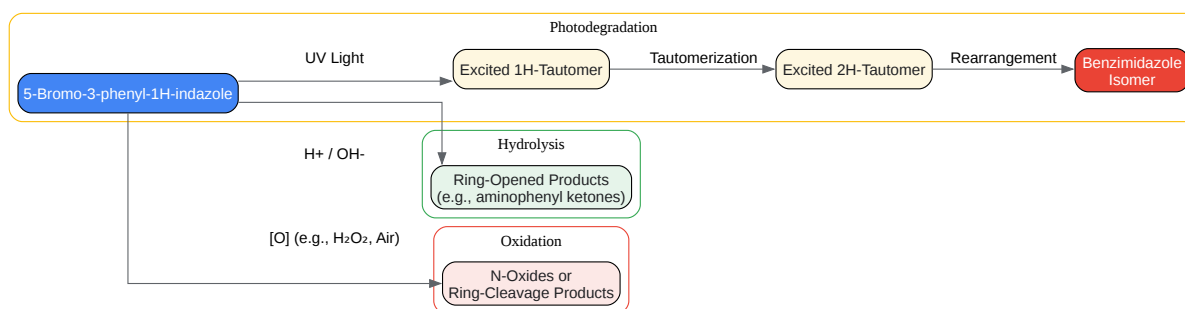 Photodegradation
UV Light
Tautomerization
Rearrangement
5-Bromo-3-phenyl-1H-indazole
Excited 1H-Tautomer
Excited 2H-Tautomer
Benzimidazole
Isomer
Hydrolysis
H+ / OH-
Ring-Opened Products
(e.g., aminophenyl ketones)
[O] (e.g., H₂O₂, Air)
Oxidation
N-Oxides or
Ring-Cleavage Products